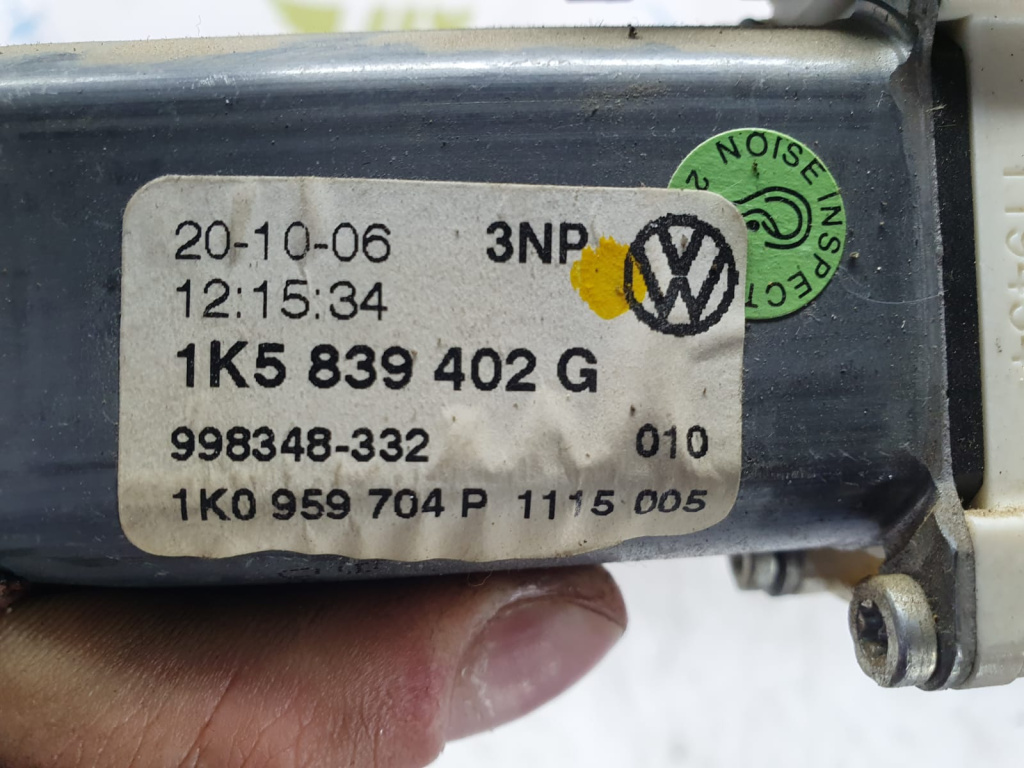 20-10-06 3NP
12:15:34
1K5 839 402 G
998348-332 010
1K0 959 704 P 1115 005
NOISE INSPECT
2